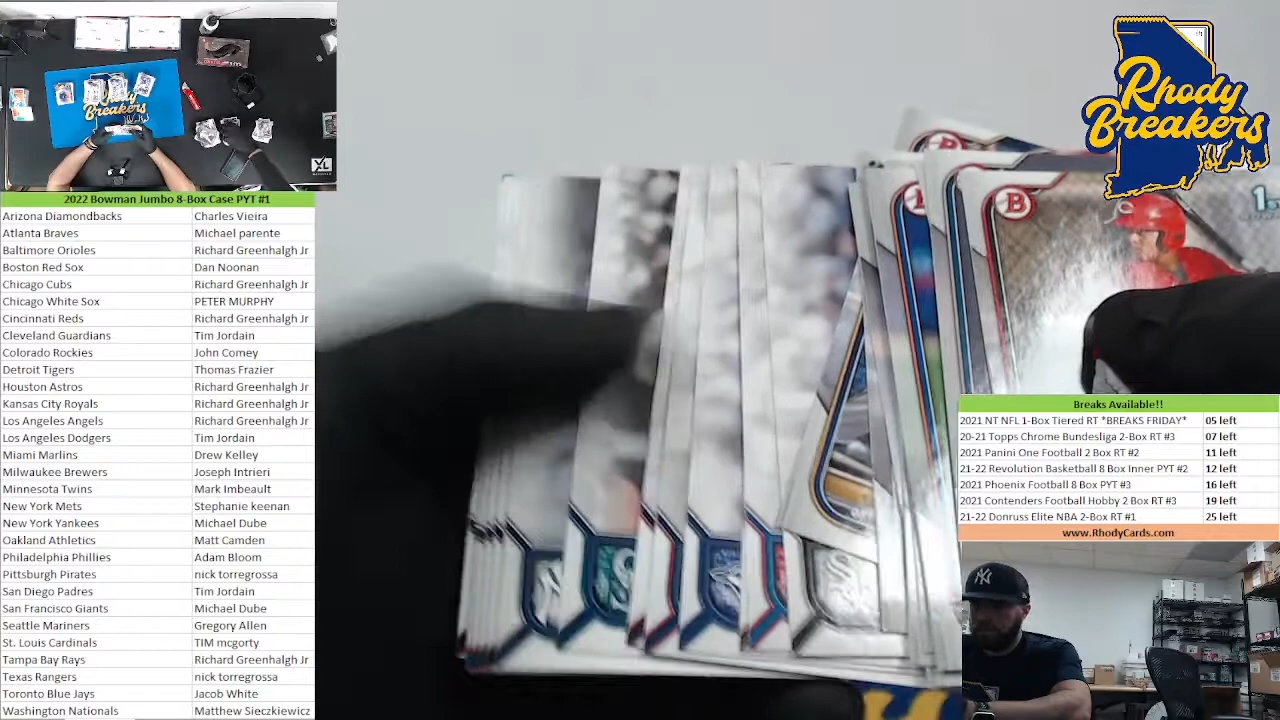 Rhody
Breakers
XL
2022 Bowman Jumbo 8-Box Case PYT #1
Arizona Diamondbacks Charles Vieira
Atlanta Braves Michael parente
Baltimore Orioles Richard Greenhalgh Jr
Boston Red Sox Dan Noonan
Chicago Cubs Richard Greenhalgh Jr
Chicago White Sox PETER MURPHY
Cincinnati Reds Richard Greenhalgh Jr
Cleveland Guardians Tim Jordain
Colorado Rockies John Comey
Detroit Tigers Thomas Frazier
Houston Astros Richard Greenhalgh Jr
Kansas City Royals Richard Greenhalgh Jr
Los Angeles Angels Richard Greenhalgh Jr
Los Angeles Dodgers Tim Jordain
Miami Marlins Drew Kelley
Milwaukee Brewers Joseph Intrieri
Minnesota Twins Mark Imbeault
New York Mets Stephanie keenan
New York Yankees Michael Dube
Oakland Athletics Matt Camden
Philadelphia Phillies Adam Bloom
Pittsburgh Pirates nick torregrossa
San Diego Padres Tim Jordain
San Francisco Giants Michael Dube
Seattle Mariners Gregory Allen
St. Louis Cardinals TIM mcgorty
Tampa Bay Rays Richard Greenhalgh Jr
Texas Rangers nick torregrossa
Toronto Blue Jays Jacob White
Washington Nationals Matthew Sieczkiewicz
B
1st
Rhody
Breakers
Breaks Available!!
2021 NT NFL 1-Box Tiered RT *BREAKS FRIDAY* 05 left
20-21 Topps Chrome Bundesliga 2-Box RT #3 07 left
2021 Panini One Football 2 Box RT #2 11 left
21-22 Revolution Basketball 8 Box Inner PYT #2 12 left
2021 Phoenix Football 8 Box PYT #3 16 left
2021 Contenders Football Hobby 2 Box RT #3 19 left
21-22 Donruss Elite NBA 2-Box RT #1 25 left
www.RhodyCards.com